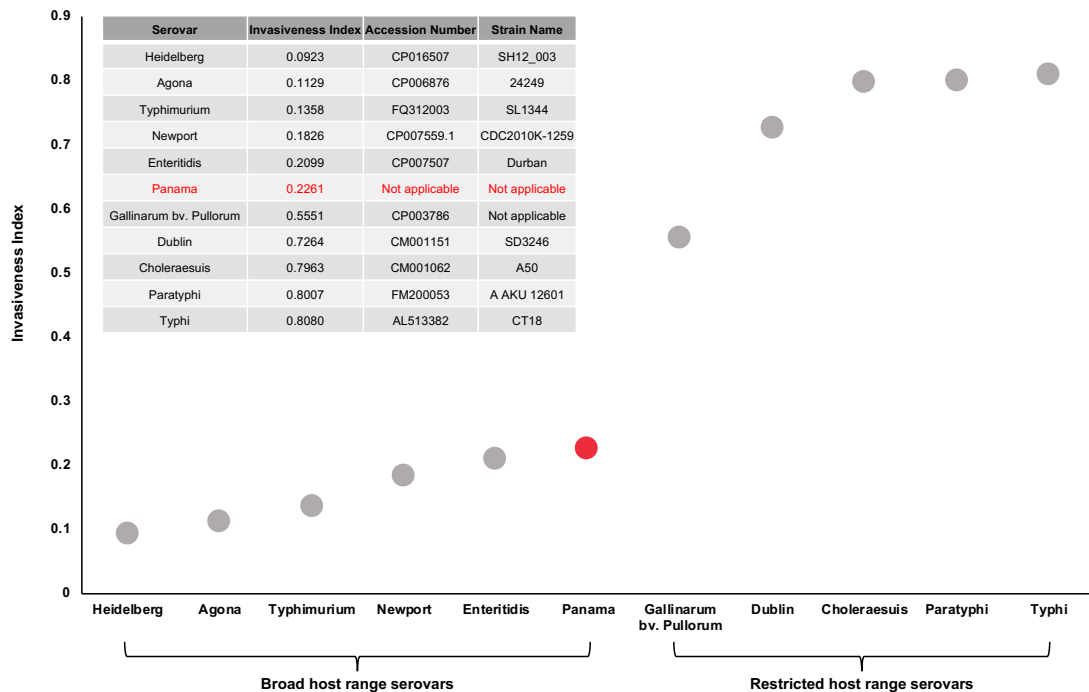 0.9
0.8
0.7
0.6
0.5
0.4
0.3
0.2
0.1
0
Invasiveness Index
Serovar Invasiveness Index Accession Number Strain Name
Heidelberg 0.0923 CP016507 SH12_003
Agona 0.1129 CP006876 24249
Typhimurium 0.1358 FQ312003 SL1344
Newport 0.1826 CP007559.1 CDC2010K-1259
Enteritidis 0.2099 CP007507 Durban
Panama 0.2261 Not applicable Not applicable
Gallinarum bv. Pullorum 0.5551 CP003786 Not applicable
Dublin 0.7264 CM001151 SD3246
Choleraesuis 0.7963 CM001062 A50
Paratyphi 0.8007 FM200053 A AKU 12601
Typhi 0.8080 AL513382 CT18
Heidelberg Agona Typhimurium Newport Enteritidis Panama Gallinarum Dublin Choleraesuis Paratyphi Typhi
bv. Pullorum
Broad host range serovars Restricted host range serovars